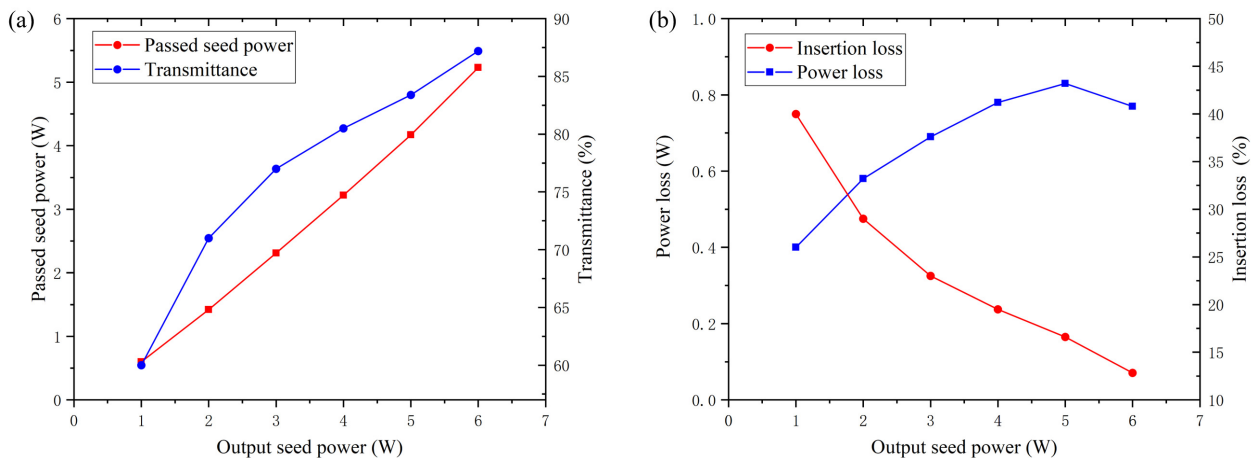 (a)
Passed seed power
Transmittance
Passed seed power (W)
6
5
4
3
2
1
0
90
85
80
75
70
65
60
Transmittance (%)
0 1 2 3 4 5 6 7
Output seed power (W)
(b)
Insertion loss
Power loss
Power loss (W)
1.0
0.8
0.6
0.4
0.2
0.0
50
45
40
35
30
25
20
15
10
Insertion loss (%)
0 1 2 3 4 5 6 7
Output seed power (W)